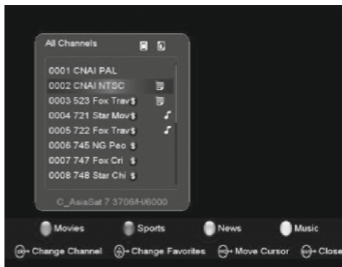 All Channels
0001 CNAI PAL
0002 CNAI NTSC
0003 523 Fox Trav $
0004 721 Star Mov $
0005 722 Fox Trav $
0006 745 NG Peo $
0007 747 Fox Cri $
0008 748 Star Chi $
C_AsiaSat 7 3706/H/6000
Movies Sports News Music
Change Channel Change Favorites Move Cursor Close